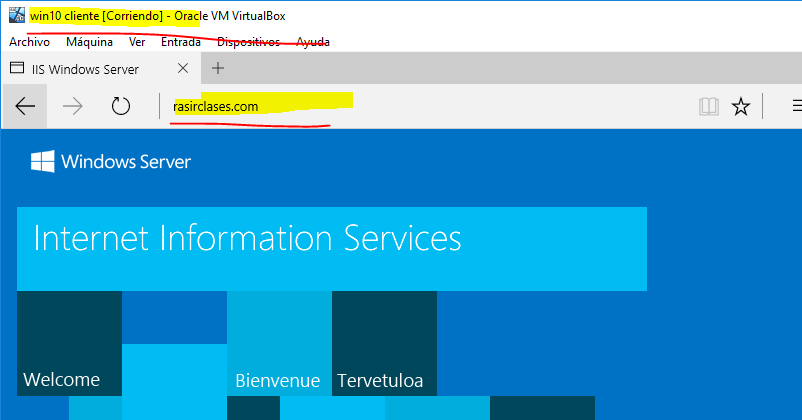 win10 cliente [Corriendo] - Oracle VM VirtualBox
Archivo Máquina Ver Entrada Dispositivos Ayuda
IIS Windows Server
rasirclases.com
Windows Server
Internet Information Services
Welcome Bienvenue Tervetuloa